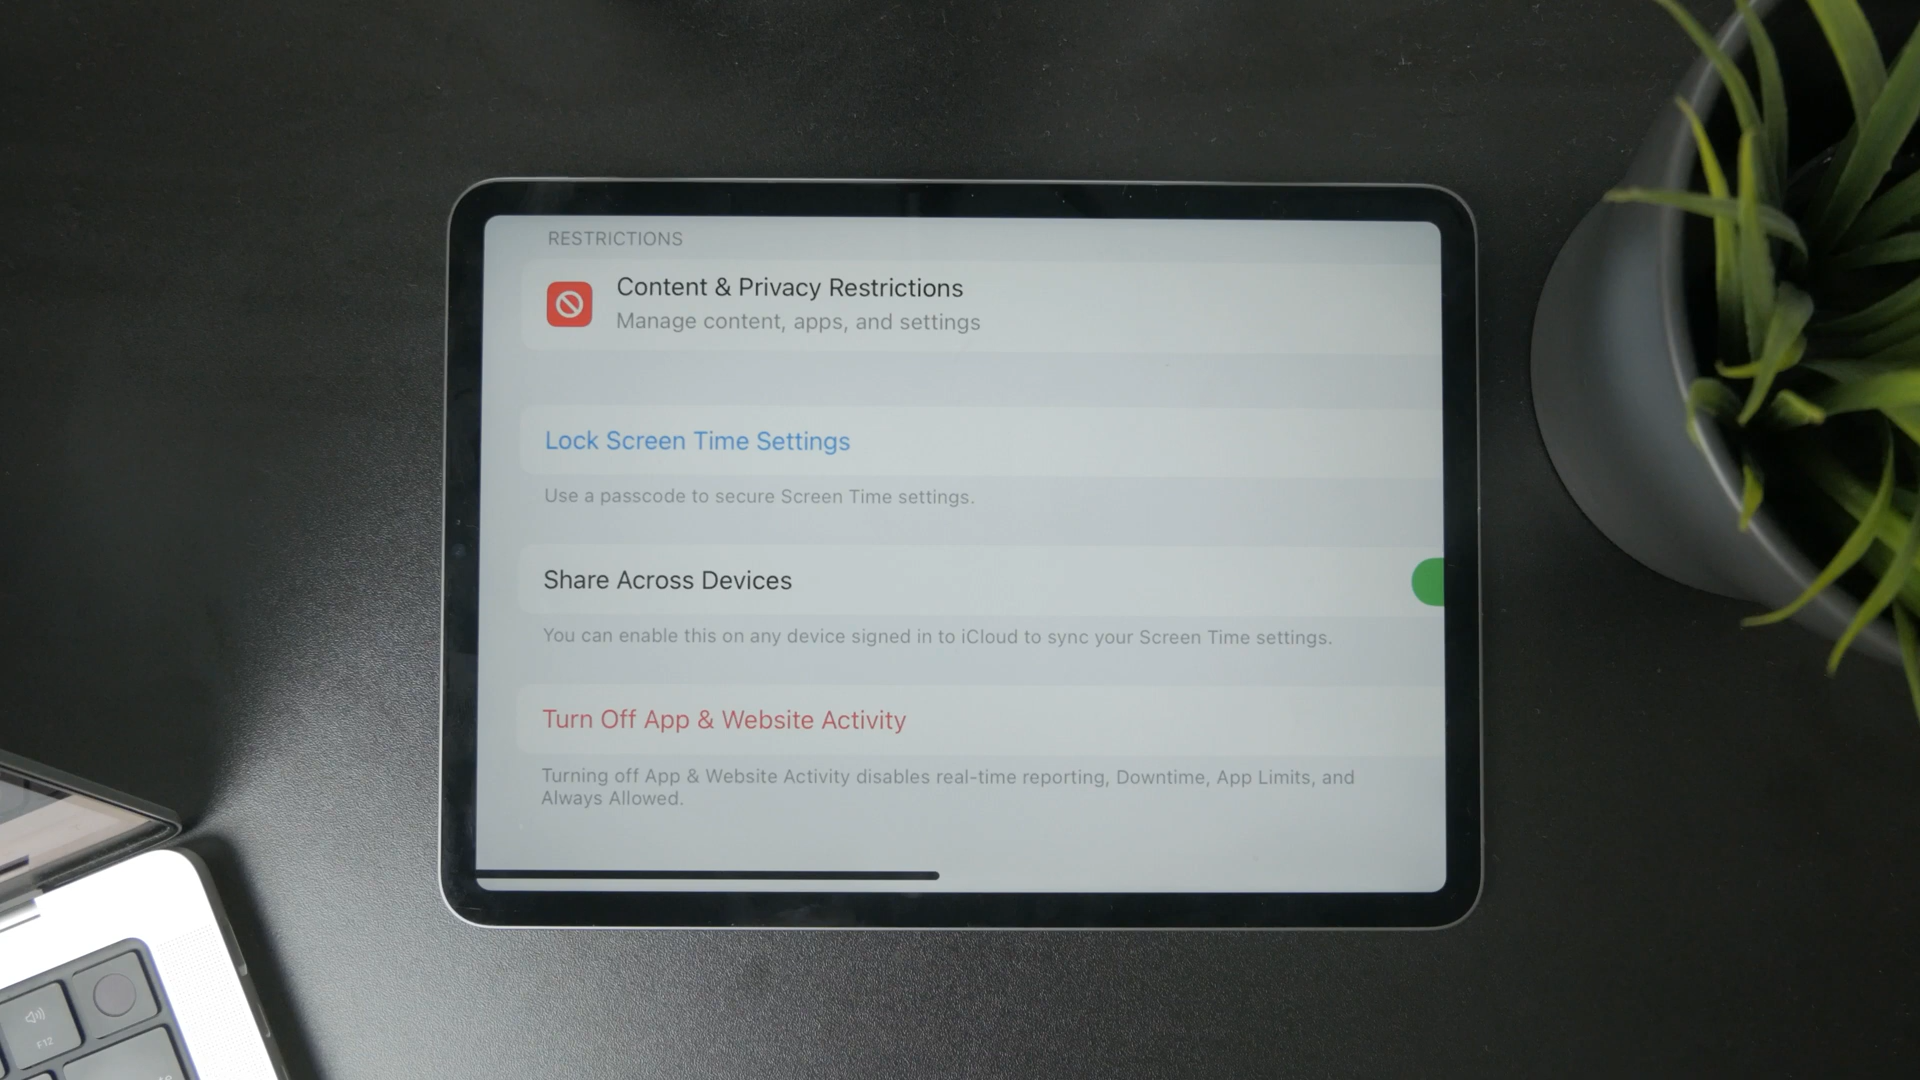 RESTRICTIONS
Content & Privacy Restrictions
Manage content, apps, and settings
Lock Screen Time Settings
Use a passcode to secure Screen Time settings.
Share Across Devices
You can enable this on any device signed in to iCloud to sync your Screen Time settings.
Turn Off App & Website Activity
Turning off App & Website Activity disables real-time reporting, Downtime, App Limits, and
Always Allowed.
F12